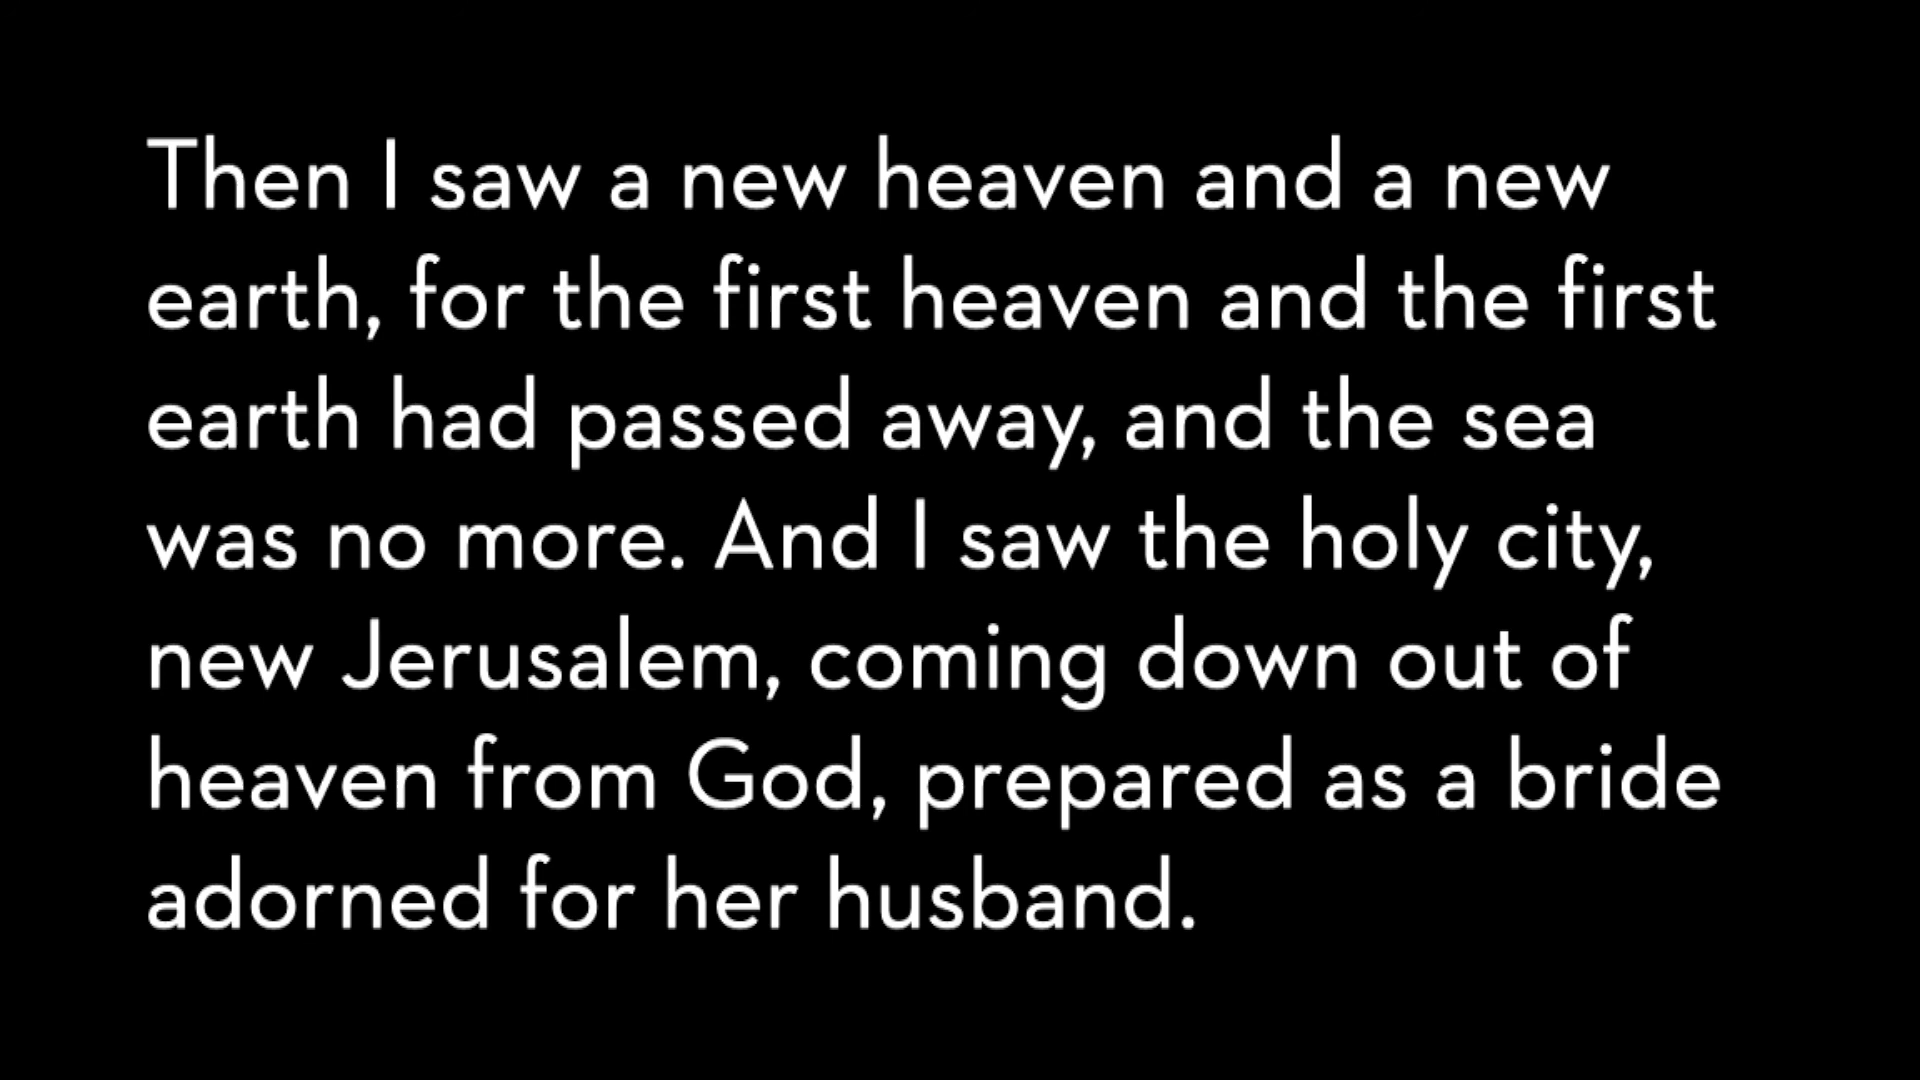 Then I saw a new heaven and a new
earth, for the first heaven and the first
earth had passed away, and the sea
was no more. And I saw the holy city,
new Jerusalem, coming down out of
heaven from God, prepared as a bride
adorned for her husband.